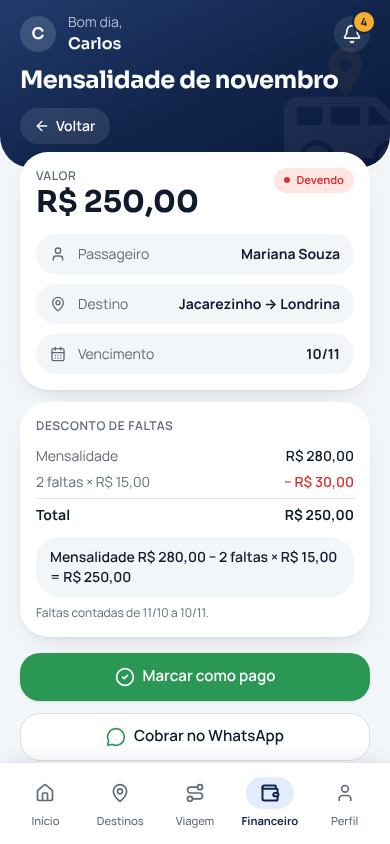 C
Bom dia,
Carlos
4
Mensalidade de novembro
← Voltar
VALOR
R$ 250,00
Devendo
Passageiro Mariana Souza
Destino Jacarezinho → Londrina
Vencimento 10/11
DESCONTO DE FALTAS
Mensalidade R$ 280,00
2 faltas × R$ 15,00 − R$ 30,00
Total R$ 250,00
Mensalidade R$ 280,00 − 2 faltas × R$ 15,00
= R$ 250,00
Faltas contadas de 11/10 a 10/11.
Marcar como pago
Cobrar no WhatsApp
Início Destinos Viagem Financeiro Perfil